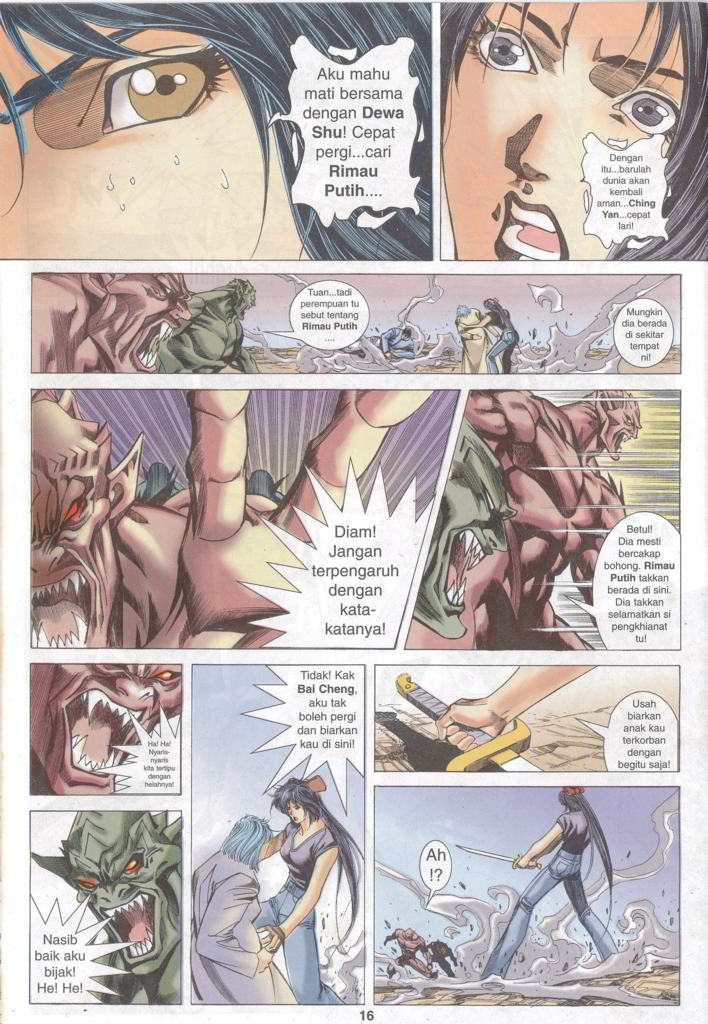 Aku mahu
mati bersama
dengan Dewa
Shu! Cepat
pergi...cari
Rimau
Putih....
Dengan
itu...barulah
dunia akan
kembali
aman...Ching
Yan...cepat
lari!
Tuan...tadi
perempuan tu
sebut tentang
Rimau Putih
....
Mungkin
dia berada
di sekitar
tempat
ni!
Diam!
Jangan
terpengaruh
dengan
kata-
katanya!
Betul!
Dia mesti
bercakap
bohong. Rimau
Putih takkan
berada di sini.
Dia takkan
selamatkan si
pengkhianat
tu!
Ha! Ha!
Nyaris-
nyaris
kita tertipu
dengan
helahnya!
Nasib
baik aku
bijak!
He! He!
Tidak! Kak
Bai Cheng,
aku tak
boleh pergi
dan biarkan
kau di sini!
Usah
biarkan
anak kau
terkorban
dengan
begitu saja!
Ah
!?
16